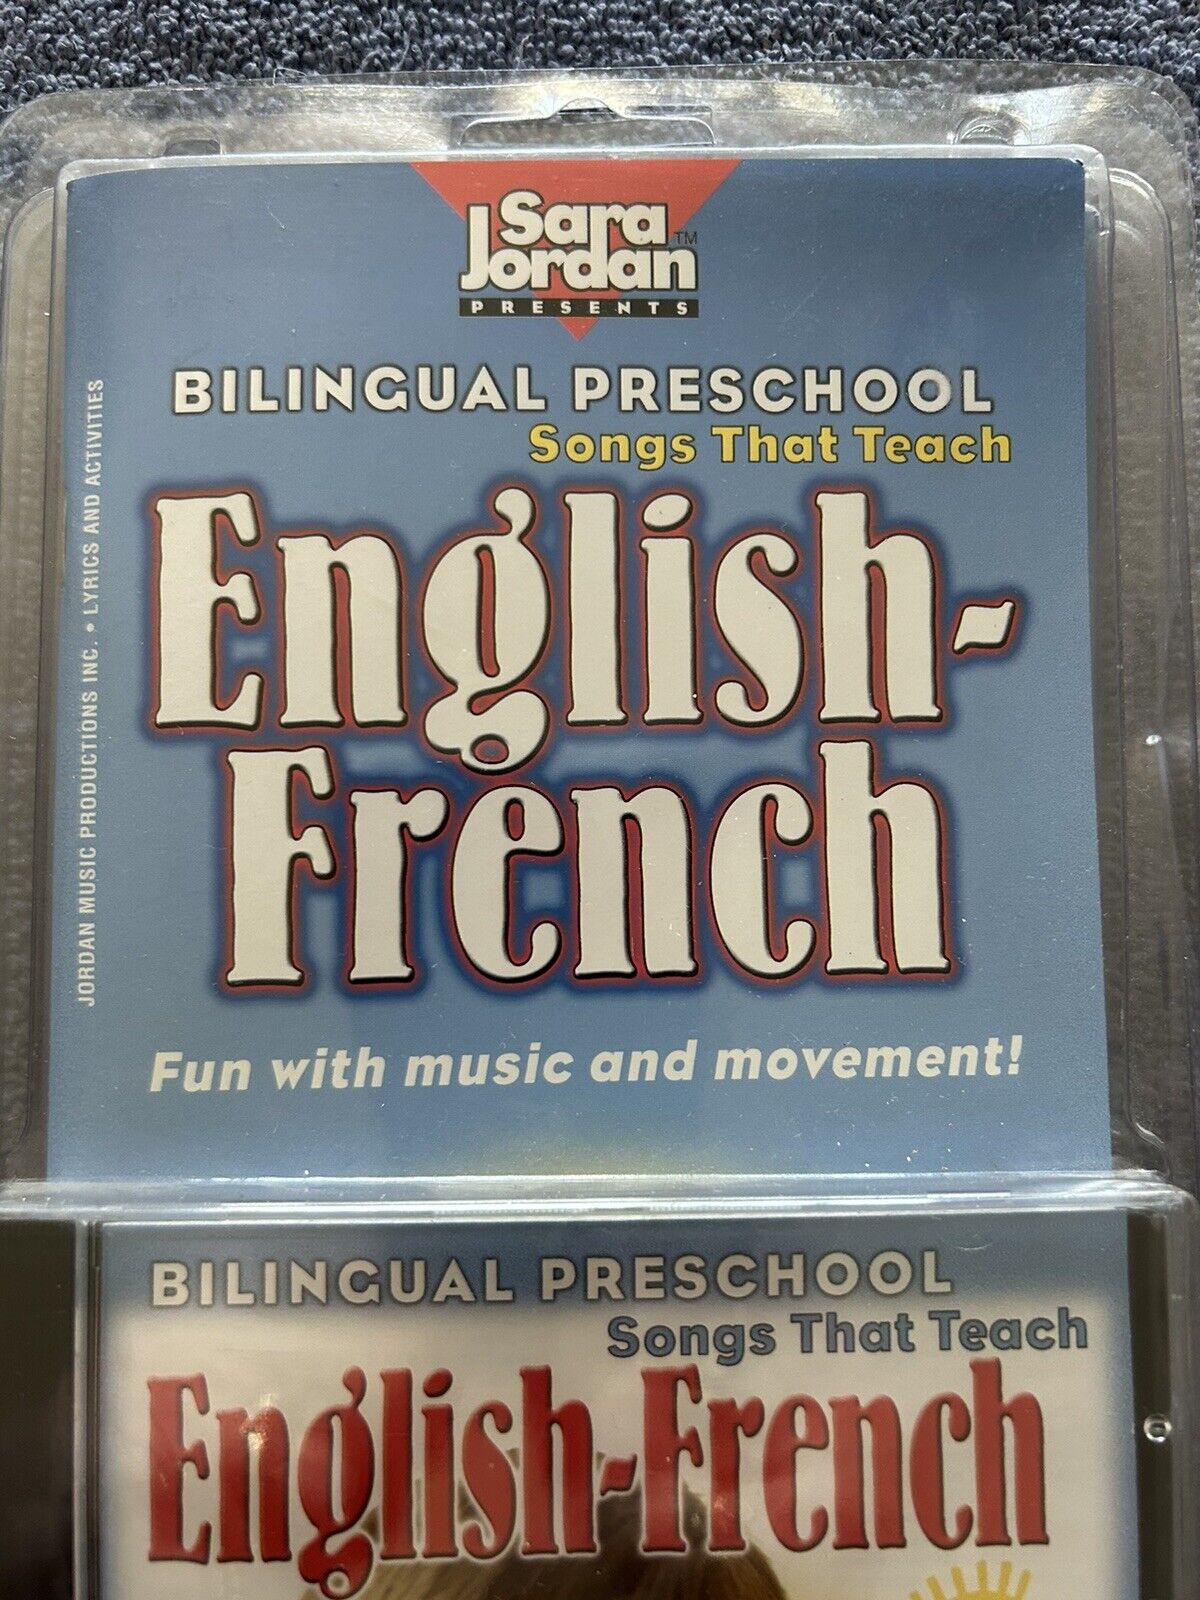 Sara
Jordan™
PRESENTS
BILINGUAL PRESCHOOL
Songs That Teach
English-
French
Fun with music and movement!
JORDAN MUSIC PRODUCTIONS INC. • LYRICS AND ACTIVITIES
BILINGUAL PRESCHOOL
Songs That Teach
English-French